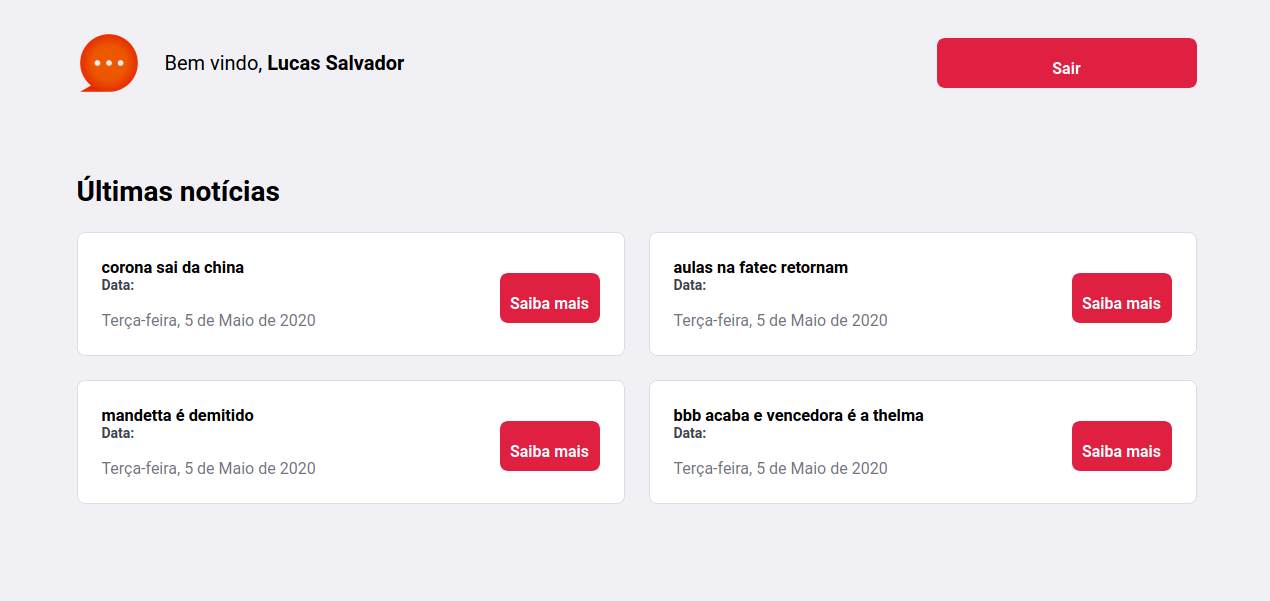 Bem vindo, Lucas Salvador
Sair
Últimas notícias
corona sai da china
Data:
Terça-feira, 5 de Maio de 2020
Saiba mais
aulas na fatec retornam
Data:
Terça-feira, 5 de Maio de 2020
Saiba mais
mandetta é demitido
Data:
Terça-feira, 5 de Maio de 2020
Saiba mais
bbb acaba e vencedora é a thelma
Data:
Terça-feira, 5 de Maio de 2020
Saiba mais